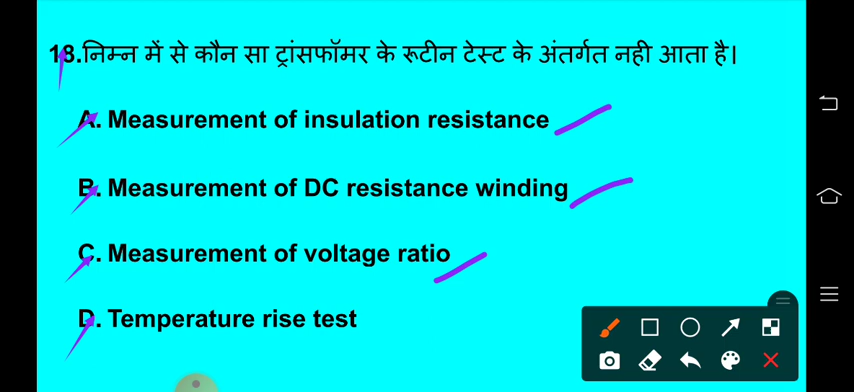 18.निम्न में से कौन सा ट्रांसफॉमर के रूटीन टेस्ट के अंतर्गत नही आता है।
A. Measurement of insulation resistance
B. Measurement of DC resistance winding
C. Measurement of voltage ratio
D. Temperature rise test